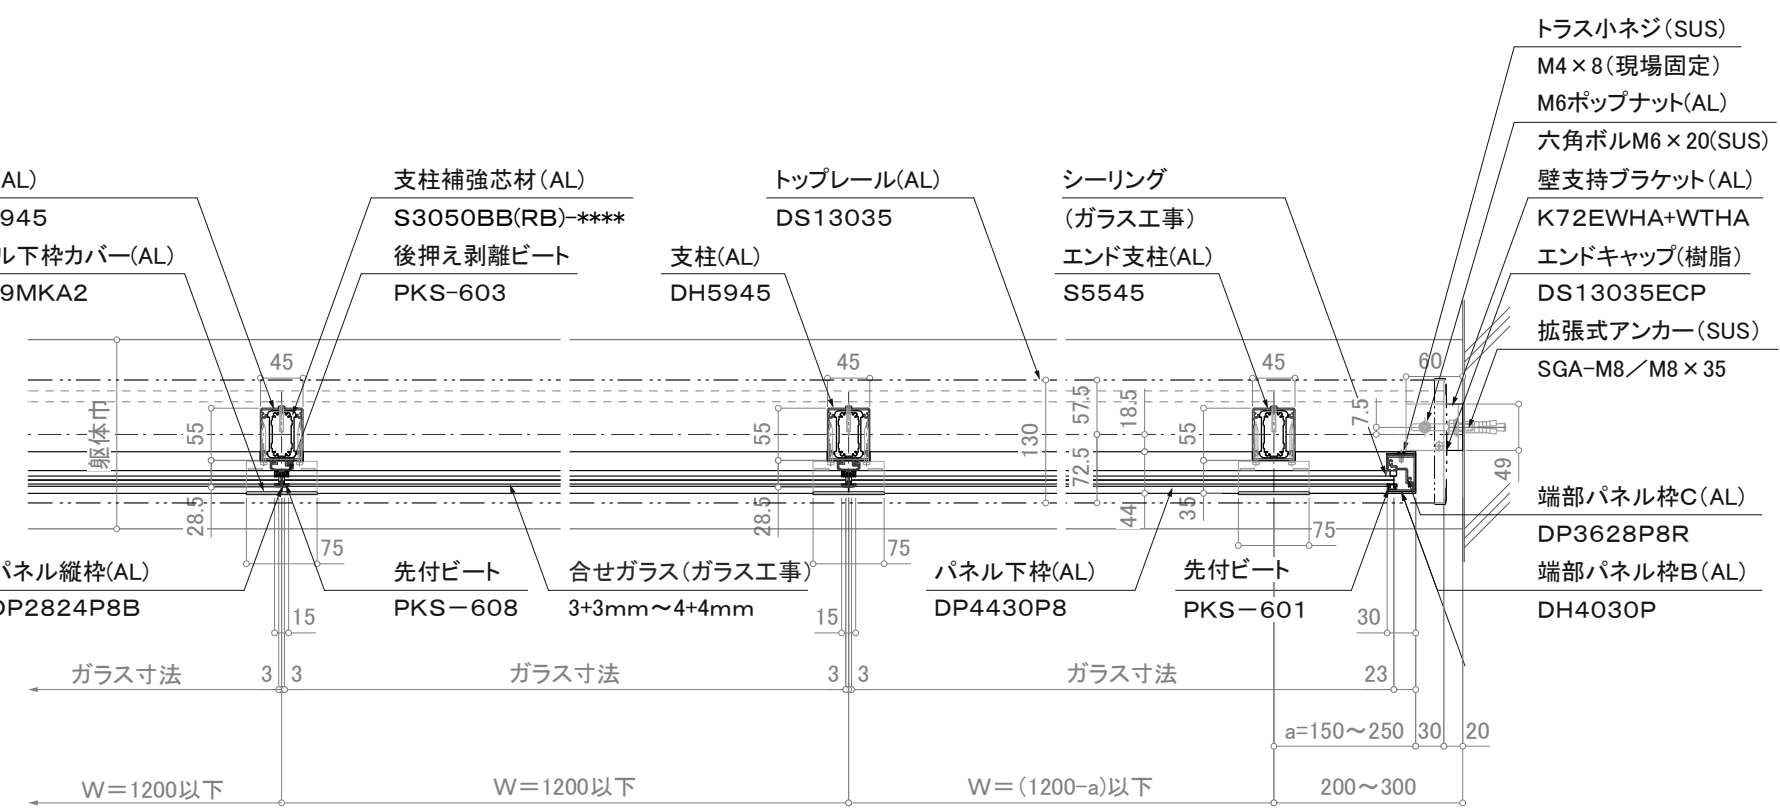 トラス小ネジ(SUS)
M4×8(現場固定)
M6ポップナット(AL)
六角ボルM6×20(SUS)
壁支持ブラケット(AL)
K72EWHA+WTHA
エンドキャップ(樹脂)
DS13035ECP
拡張式アンカー(SUS)
SGA-M8/M8×35
AL)
945
ル下枠カバー(AL)
9MKA2
支柱補強芯材(AL)
S3050BB(RB)-****
後押え剥離ビート
PKS-603
支柱(AL)
DH5945
トップレール(AL)
DS13035
シーリング
(ガラス工事)
エンド支柱(AL)
S5545
45
45
45
60
躯体巾
55
28.5
75
55
28.5
75
130
57.5
72.5
18.5
44
55
35
75
7.5
49
パネル縦枠(AL)
DP2824P8B
先付ビート
PKS-608
合せガラス(ガラス工事)
3+3mm~4+4mm
パネル下枠(AL)
DP4430P8
先付ビート
PKS-601
端部パネル枠C(AL)
DP3628P8R
端部パネル枠B(AL)
DH4030P
15
15
30
ガラス寸法
3
3
ガラス寸法
3
3
ガラス寸法
23
a=150~250
30
20
W=1200以下
W=1200以下
W=(1200-a)以下
200~300